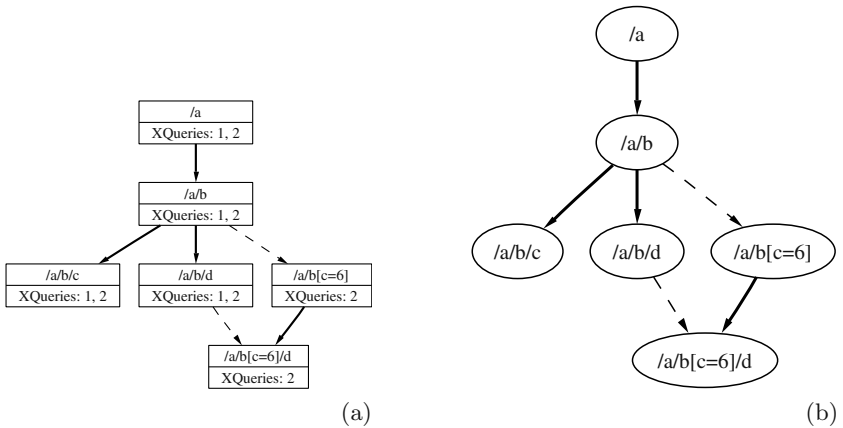 /a
XQueries: 1, 2
/a/b
XQueries: 1, 2
/a/b/c
XQueries: 1, 2
/a/b/d
XQueries: 1, 2
/a/b[c=6]
XQueries: 2
/a/b[c=6]/d
XQueries: 2
(a)
/a
/a/b
/a/b/c
/a/b/d
/a/b[c=6]
/a/b[c=6]/d
(b)